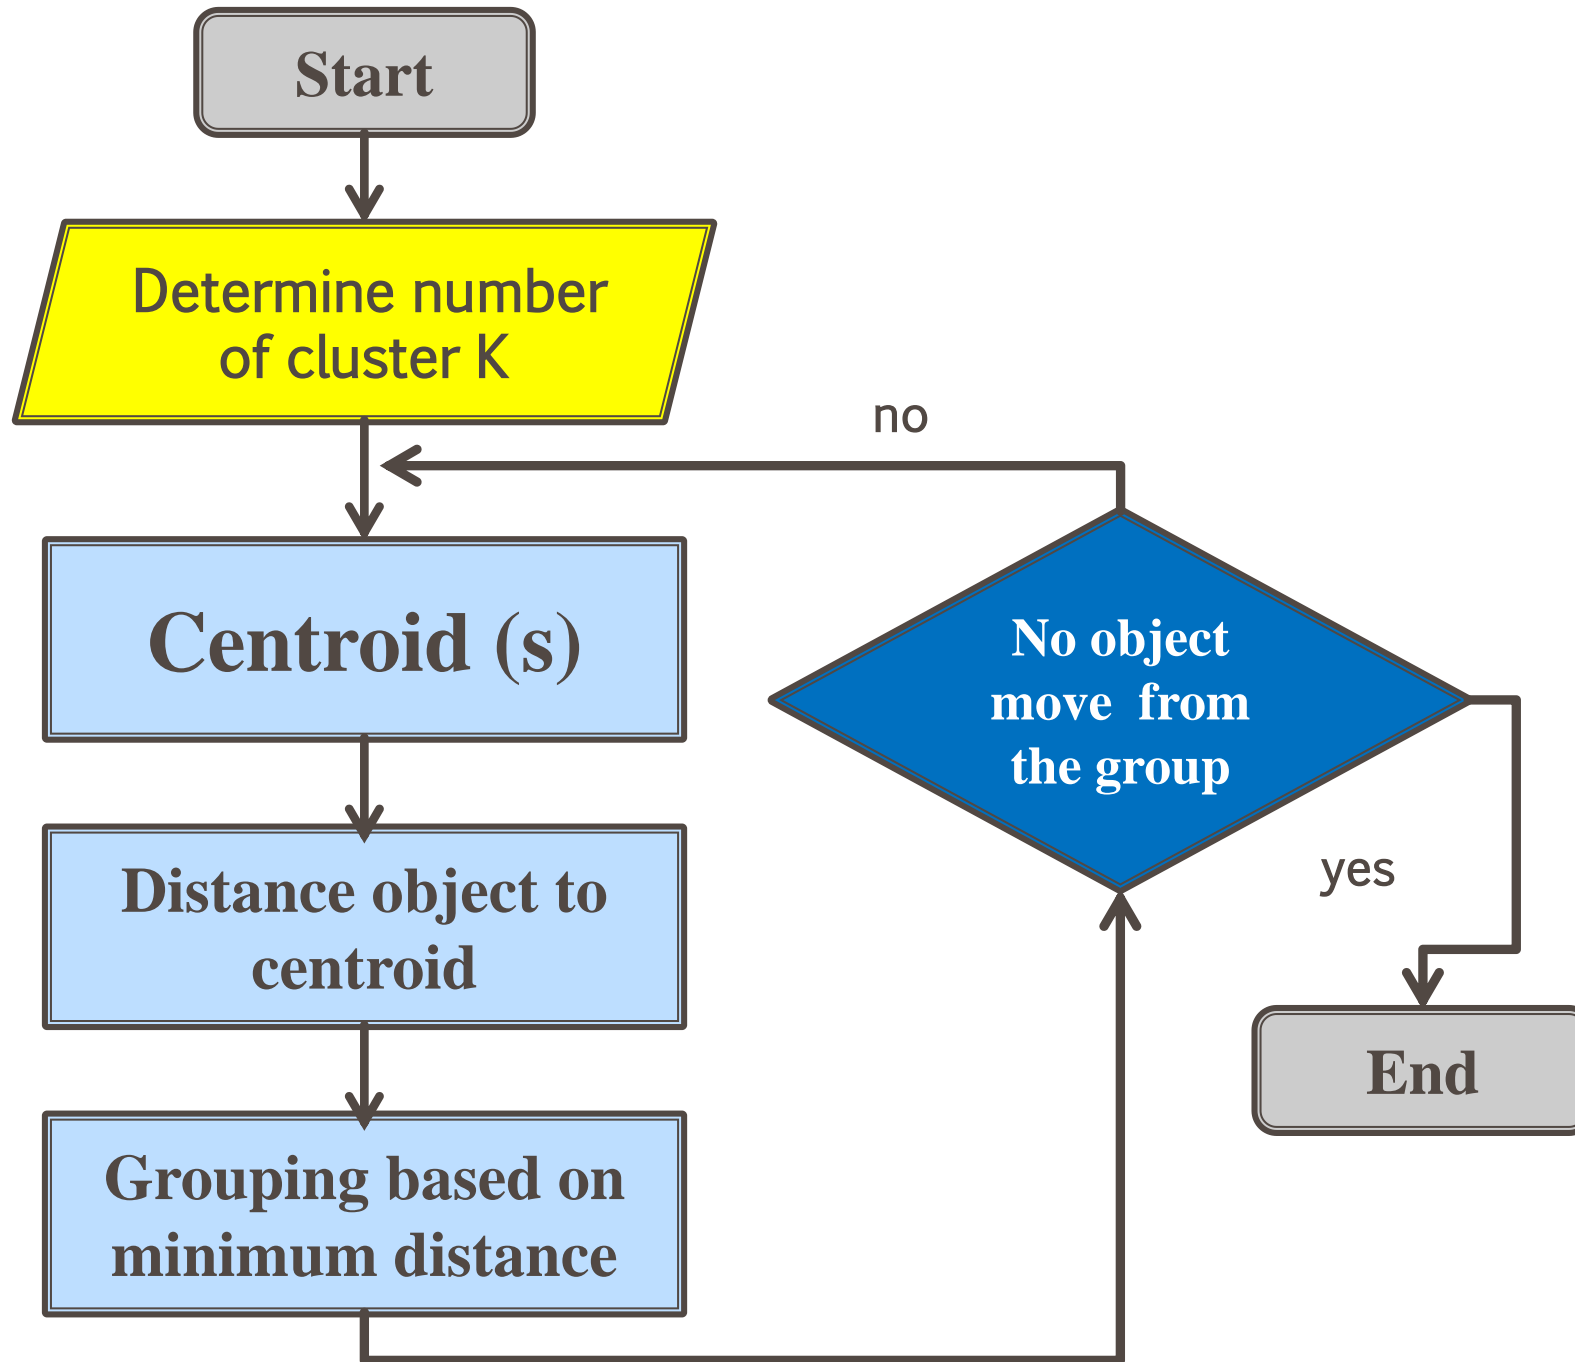 Start
Determine number
of cluster K
no
Centroid (s)
No object
move from
the group
Distance object to
centroid
yes
End
Grouping based on
minimum distance